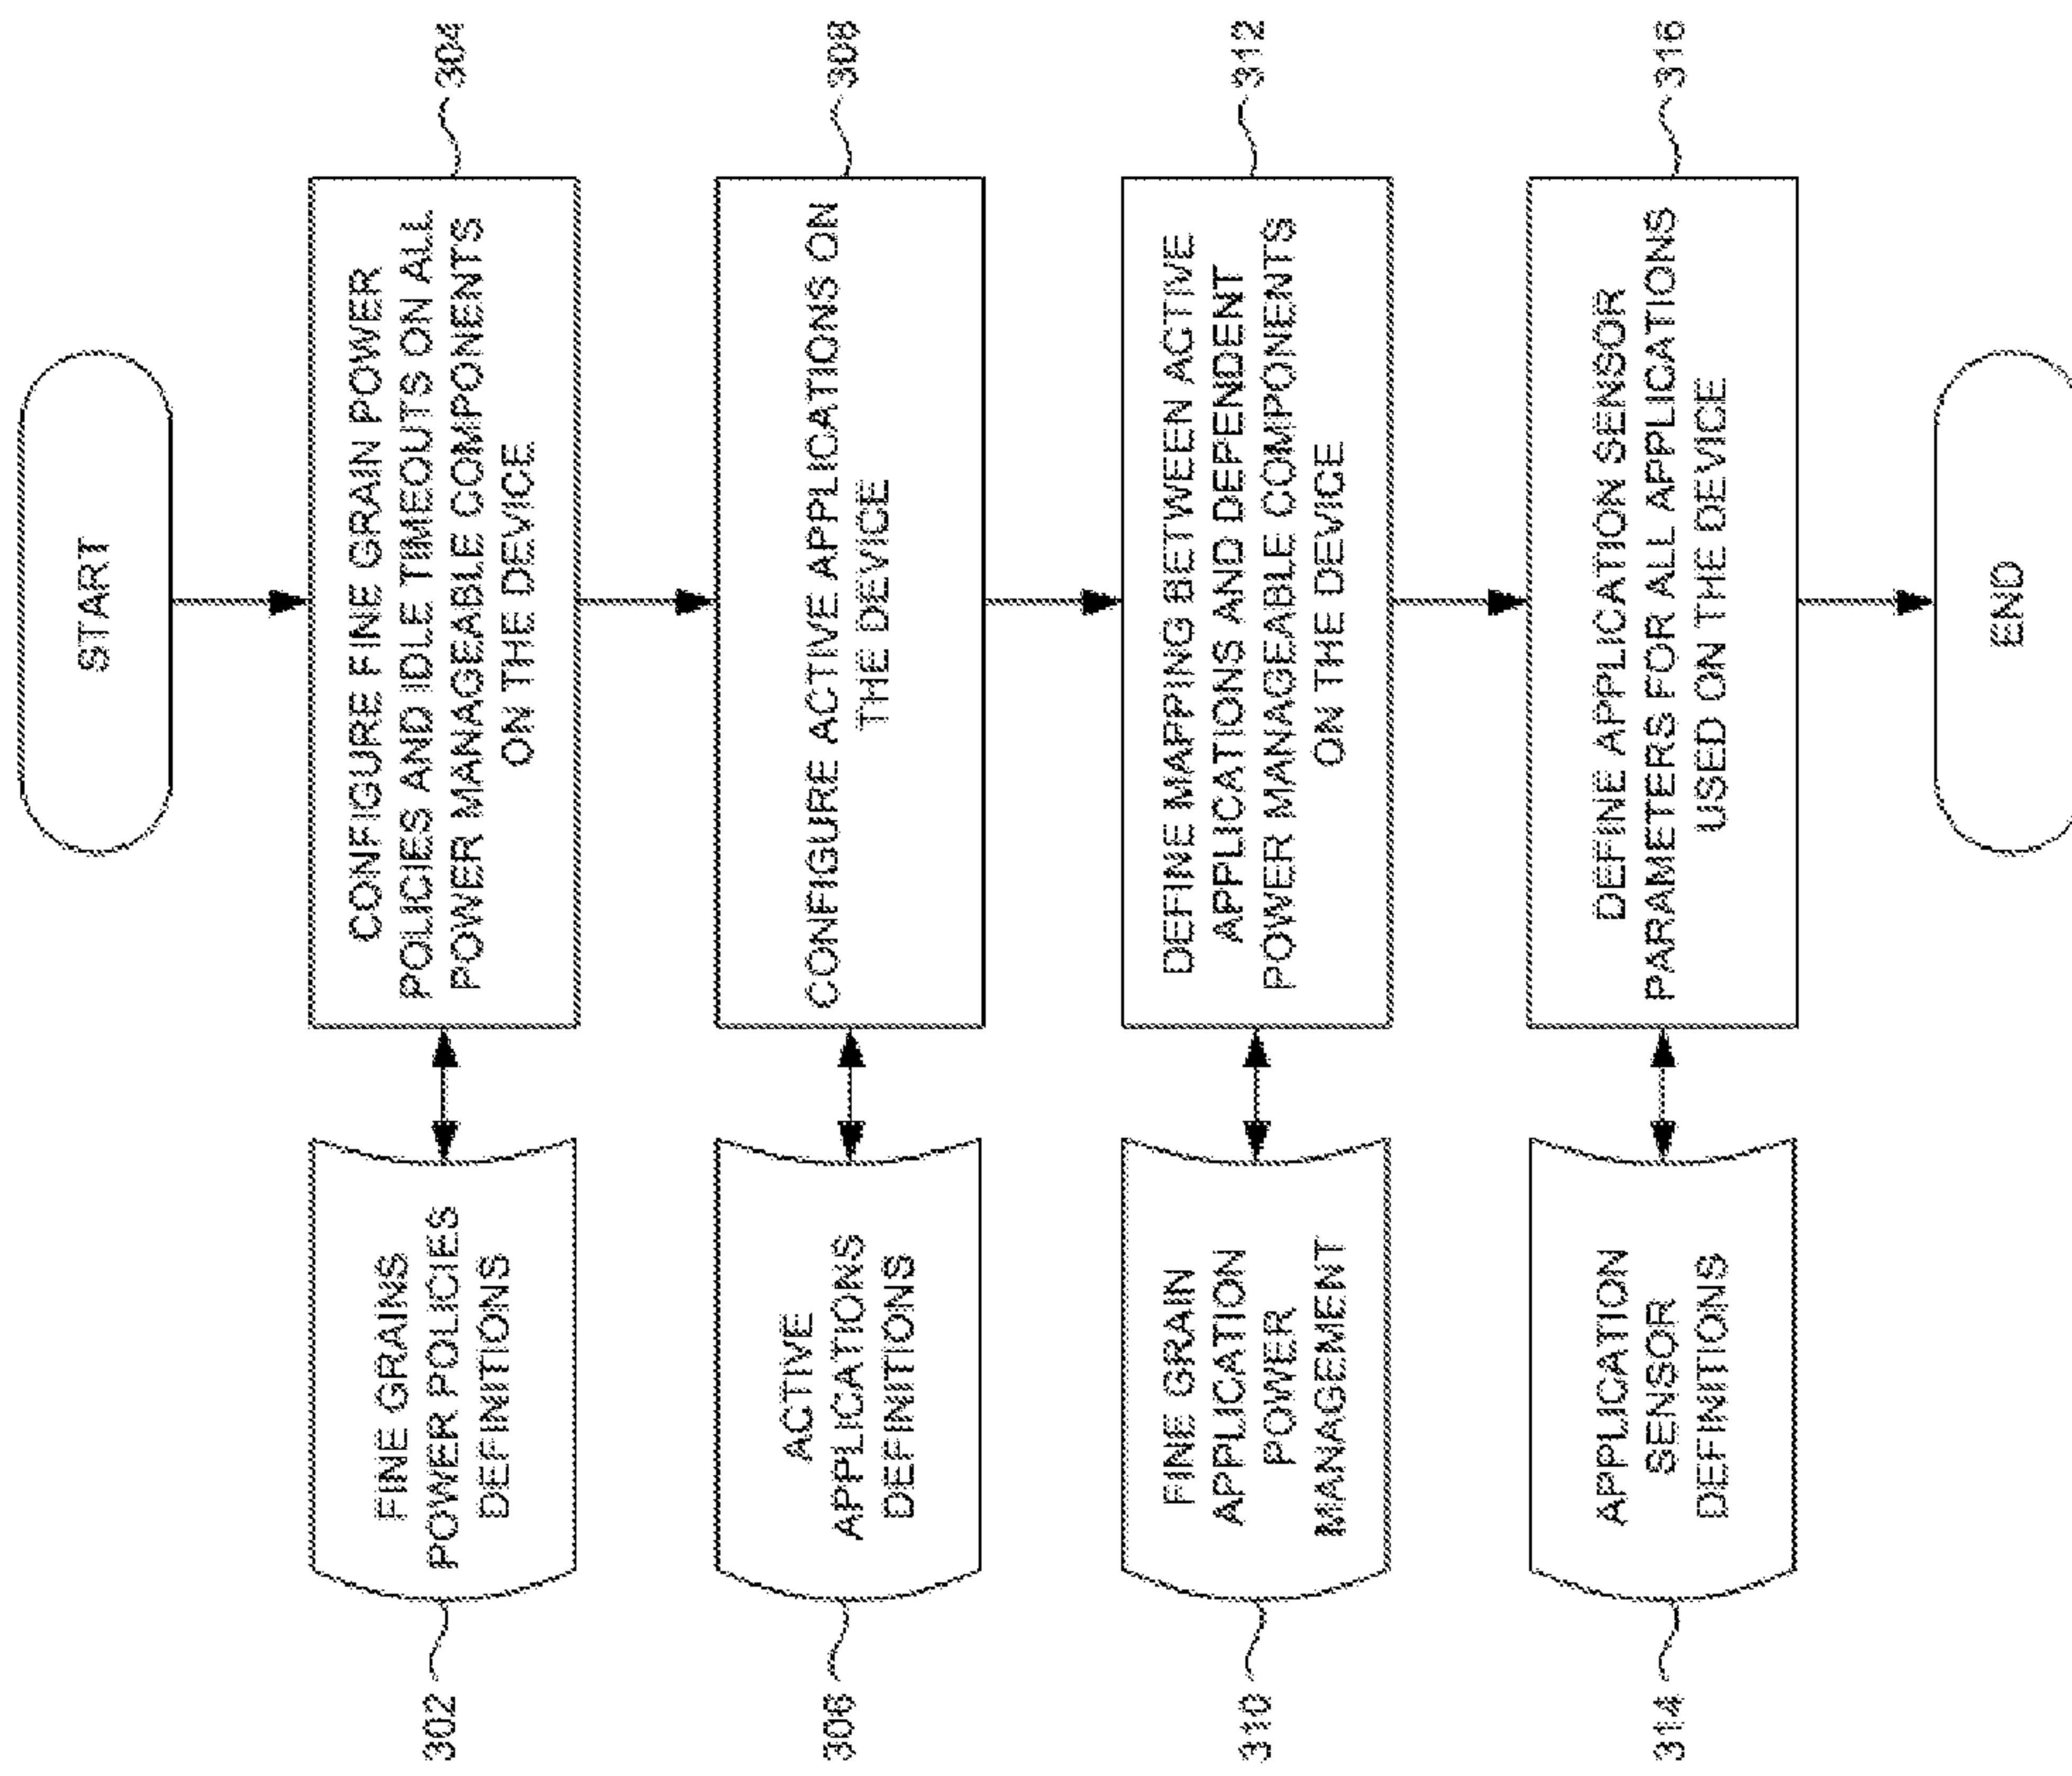 START
304
CONFIGURE FINE GRAIN POWER
POLICIES AND IDLE TIMEOUTS ON ALL
POWER MANAGEABLE COMPONENTS
ON THE DEVICE
302
FINE GRAINS
POWER POLICIES
DEFINITIONS
308
CONFIGURE ACTIVE APPLICATIONS ON
THE DEVICE
306
ACTIVE
APPLICATIONS
DEFINITIONS
312
DEFINE MAPPING BETWEEN ACTIVE
APPLICATIONS AND DEPENDENT
POWER MANAGEABLE COMPONENTS
ON THE DEVICE
310
FINE GRAIN
APPLICATION
POWER
MANAGEMENT
316
DEFINE APPLICATION SENSOR
PARAMETERS FOR ALL APPLICATIONS
USED ON THE DEVICE
314
APPLICATION
SENSOR
DEFINITIONS
END